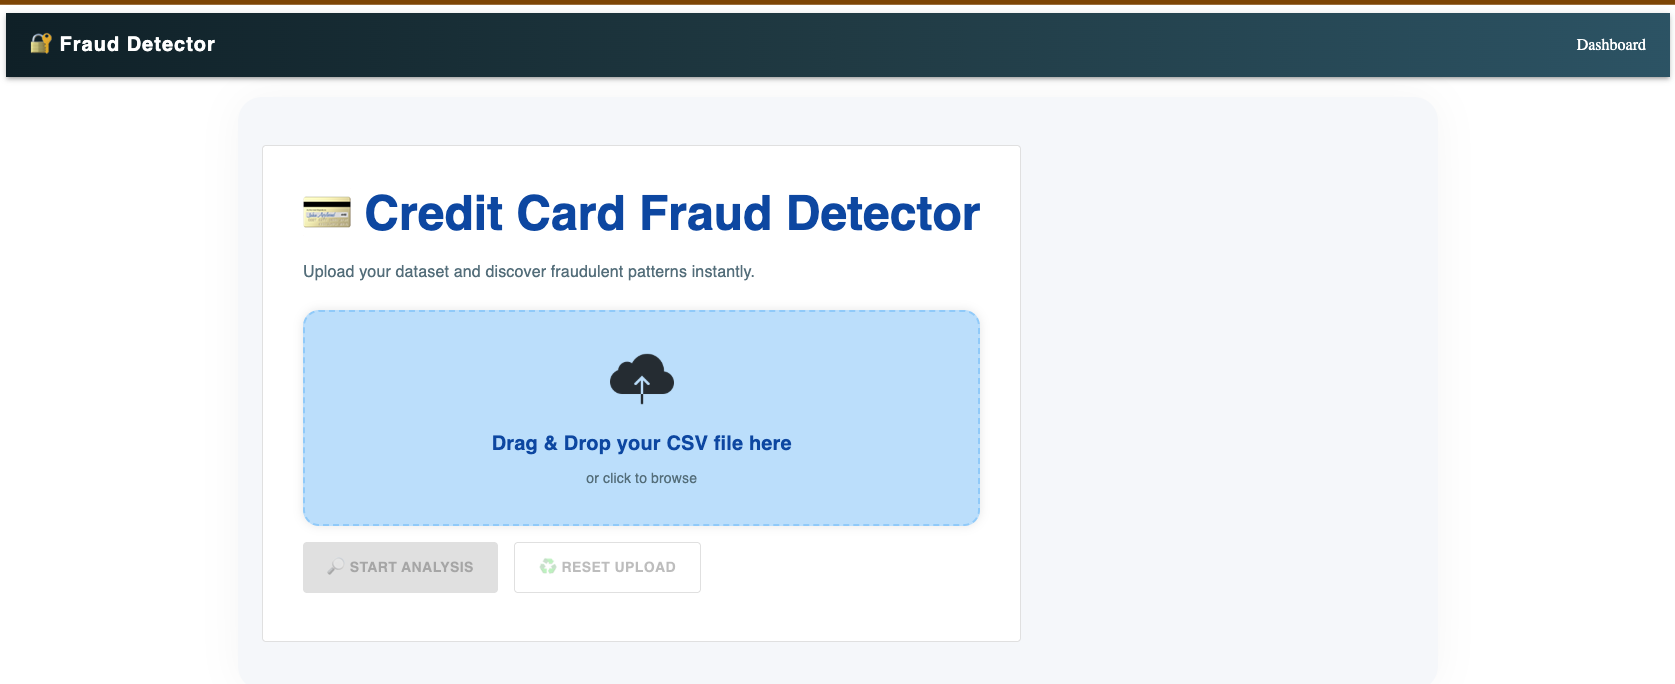 Fraud Detector
Dashboard
Credit Card Fraud Detector
Upload your dataset and discover fraudulent patterns instantly.
Drag & Drop your CSV file here
or click to browse
START ANALYSIS
RESET UPLOAD